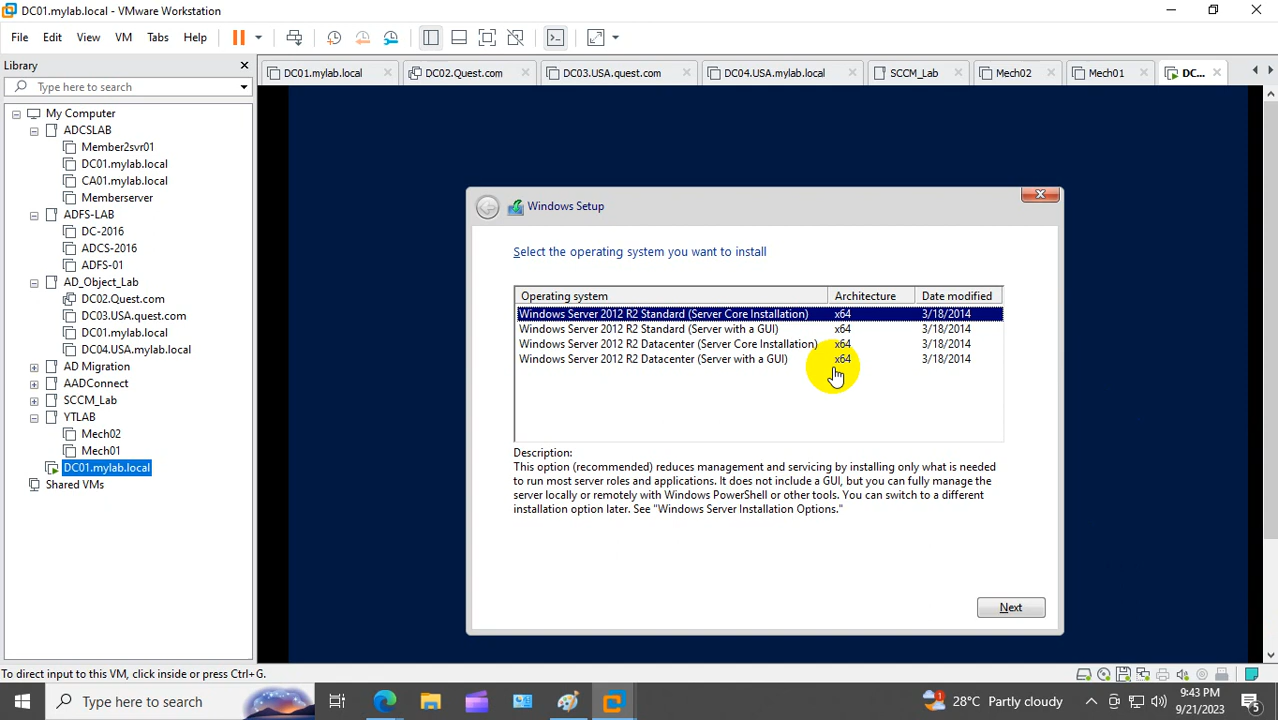 DC01.mylab.local - VMware Workstation
File Edit View VM Tabs Help
Library
Type here to search
My Computer
ADCSLAB
Member2svr01
DC01.mylab.local
CA01.mylab.local
Memberserver
ADFS-LAB
DC-2016
ADCS-2016
ADFS-01
AD_Object_Lab
DC02.Quest.com
DC03.USA.quest.com
DC01.mylab.local
DC04.USA.mylab.local
AD Migration
AADConnect
SCCM_Lab
YTLAB
Mech02
Mech01
DC01.mylab.local
Shared VMs
DC01.mylab.local DC02.Quest.com DC03.USA.quest.com DC04.USA.mylab.local SCCM_Lab Mech02 Mech01 DC...
Windows Setup
Select the operating system you want to install
Operating system Architecture Date modified
Windows Server 2012 R2 Standard (Server Core Installation) x64 3/18/2014
Windows Server 2012 R2 Standard (Server with a GUI) x64 3/18/2014
Windows Server 2012 R2 Datacenter (Server Core Installation) x64 3/18/2014
Windows Server 2012 R2 Datacenter (Server with a GUI) x64 3/18/2014
Description:
This option (recommended) reduces management and servicing by installing only what is needed
to run most server roles and applications. It does not include a GUI, but you can fully manage the
server locally or remotely with Windows PowerShell or other tools. You can switch to a different
installation option later. See "Windows Server Installation Options."
Next
To direct input to this VM, click inside or press Ctrl+G.
Type here to search
1
28°C Partly cloudy
9:43 PM
9/21/2023
5